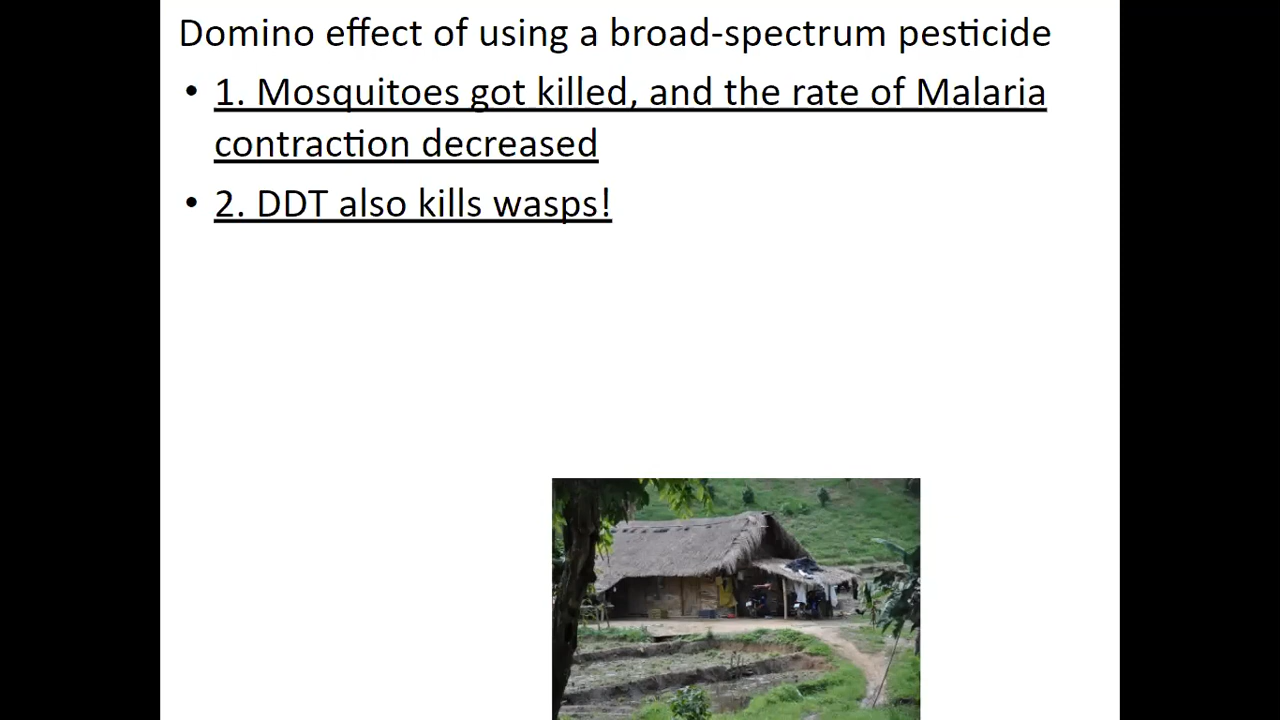 Domino effect of using a broad-spectrum pesticide
• 1. Mosquitoes got killed, and the rate of Malaria
contraction decreased
• 2. DDT also kills wasps!